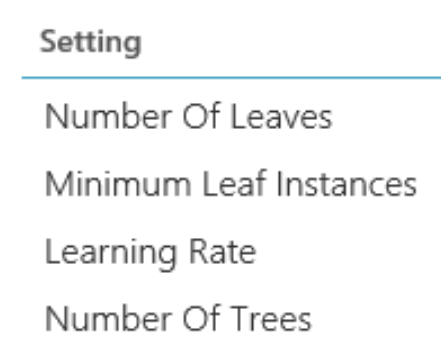 Setting
Number Of Leaves
Minimum Leaf Instances
Learning Rate
Number Of Trees